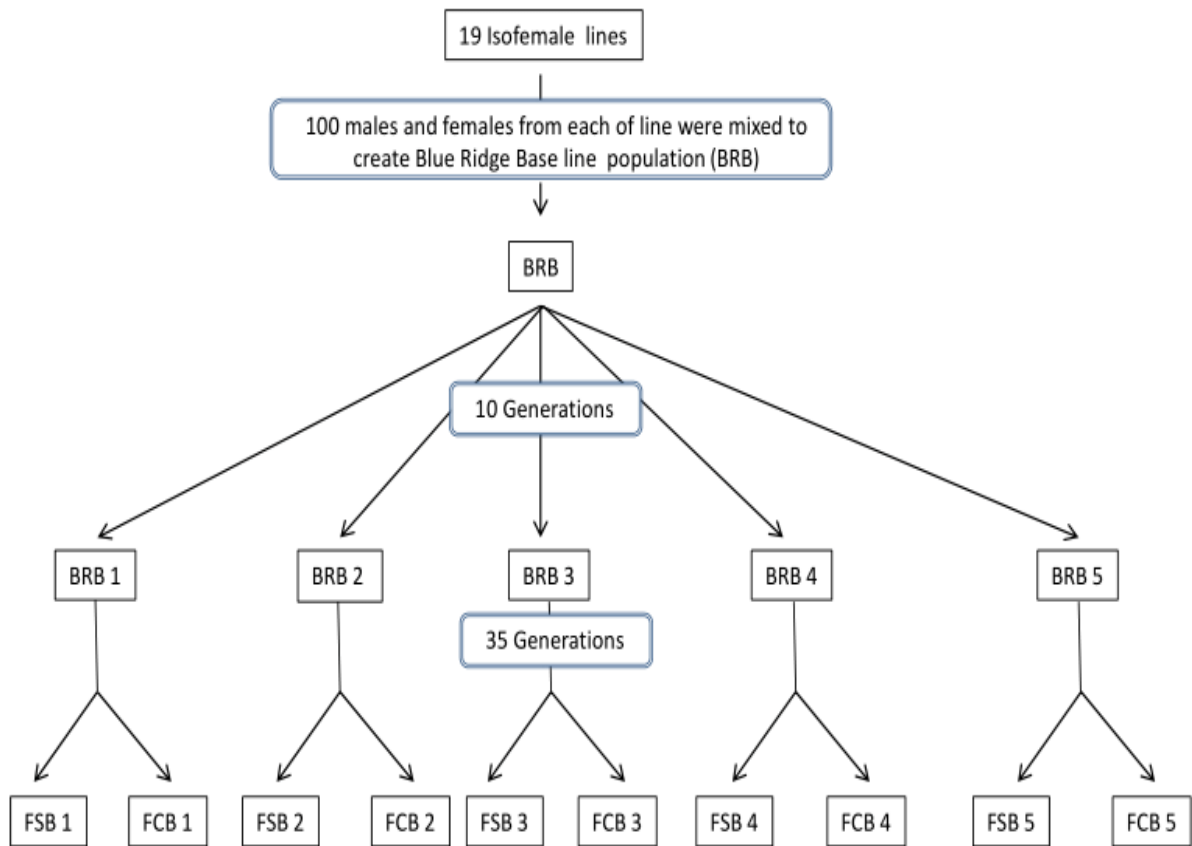 19 Isofemale lines
100 males and females from each of line were mixed to
create Blue Ridge Base line population (BRB)
BRB
10 Generations
BRB 1
BRB 2
BRB 3
BRB 4
BRB 5
35 Generations
FSB 1
FCB 1
FSB 2
FCB 2
FSB 3
FCB 3
FSB 4
FCB 4
FSB 5
FCB 5